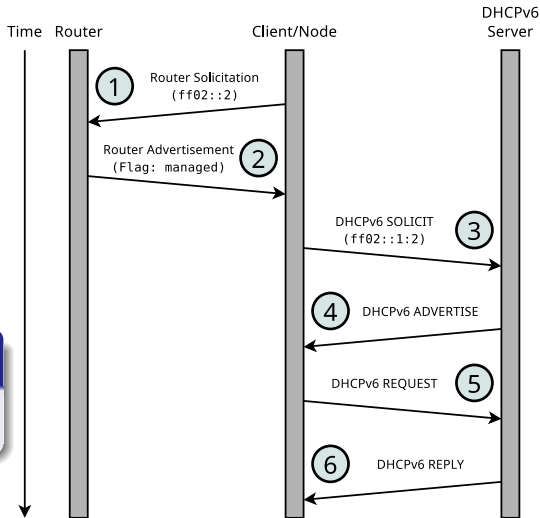 DHCPv6
Time Router Client/Node Server
1 Router Solicitation
(ff02::2)
Router Advertisement 2
(Flag: managed)
DHCPv6 SOLICIT 3
(ff02::1:2)
4 DHCPv6 ADVERTISE
DHCPv6 REQUEST 5
6 DHCPv6 REPLY